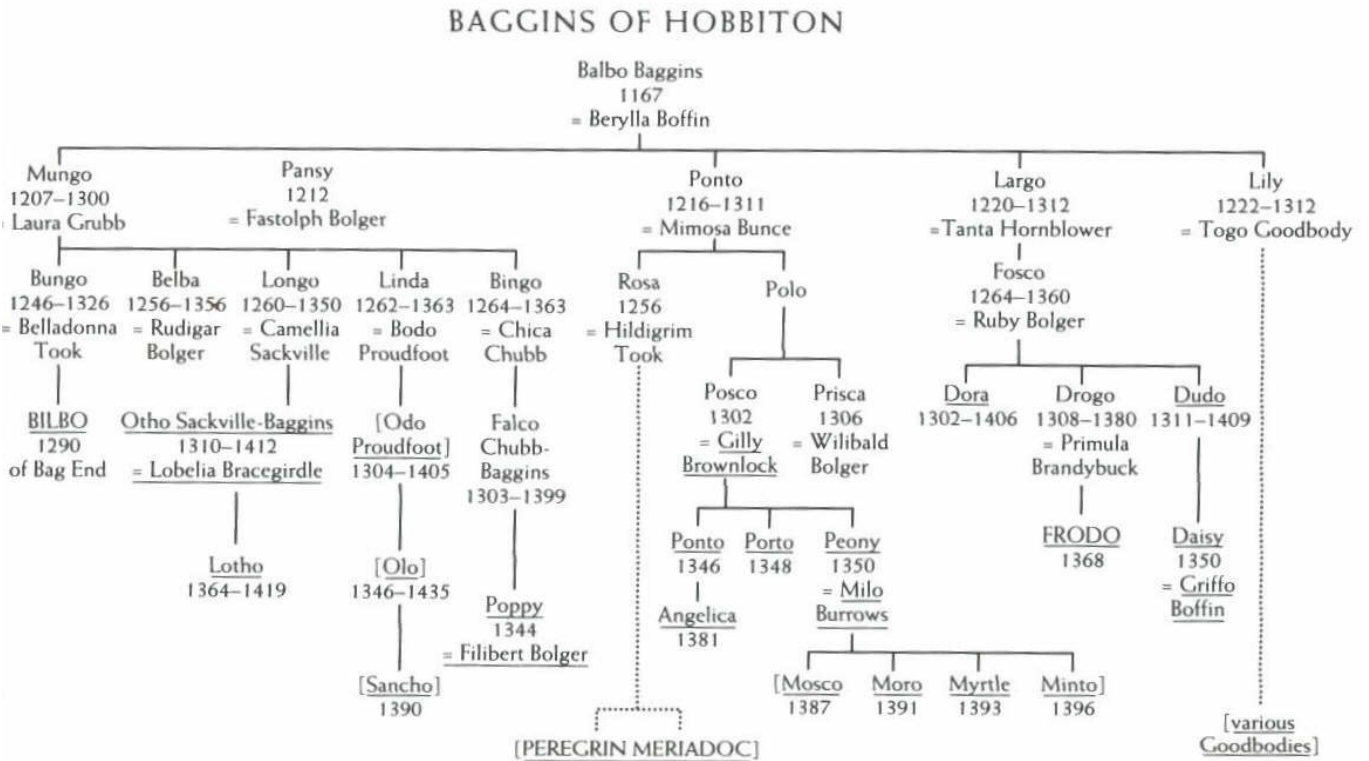 BAGGINS OF HOBBITON
Balbo Baggins
1167
= Berylla Boffin
Mungo
1207–1300
Laura Grubb
Pansy
1212
= Fastolph Bolger
Ponto
1216–1311
= Mimosa Bunce
Largo
1220–1312
=Tanta Hornblower
Lily
1222–1312
= Togo Goodbody
Bungo
1246–1326
= Belladonna
Took
Belba
1256–1356
= Rudigar
Bolger
Longo
1260–1350
= Camellia
Sackville
Linda
1262–1363
= Bodo
Proudfoot
Bingo
1264–1363
= Chica
Chubb
Rosa
1256
= Hildigrim
Took
Polo
Fosco
1264–1360
= Ruby Bolger
BILBO
1290
of Bag End
Otho Sackville-Baggins
1310–1412
= Lobelia Bracegirdle
[Odo
Proudfoot]
1304–1405
Falco
Chubb-
Baggins
1303–1399
Posco
1302
= Gilly
Brownlock
Prisca
1306
= Wilibald
Bolger
Dora
1302–1406
Drogo
1308–1380
= Primula
Brandybuck
Dudo
1311–1409
Lotho
1364–1419
[Olo]
1346–1435
Poppy
1344
= Filibert Bolger
Ponto
1346
Angelica
1381
Porto
1348
Peony
1350
= Milo
Burrows
FRODO
1368
Daisy
1350
= Griffo
Boffin
[Sancho]
1390
[Mosco
1387
Moro
1391
Myrtle
1393
Minto]
1396
[PEREGRIN MERIADOC]
[various
Goodbodies]